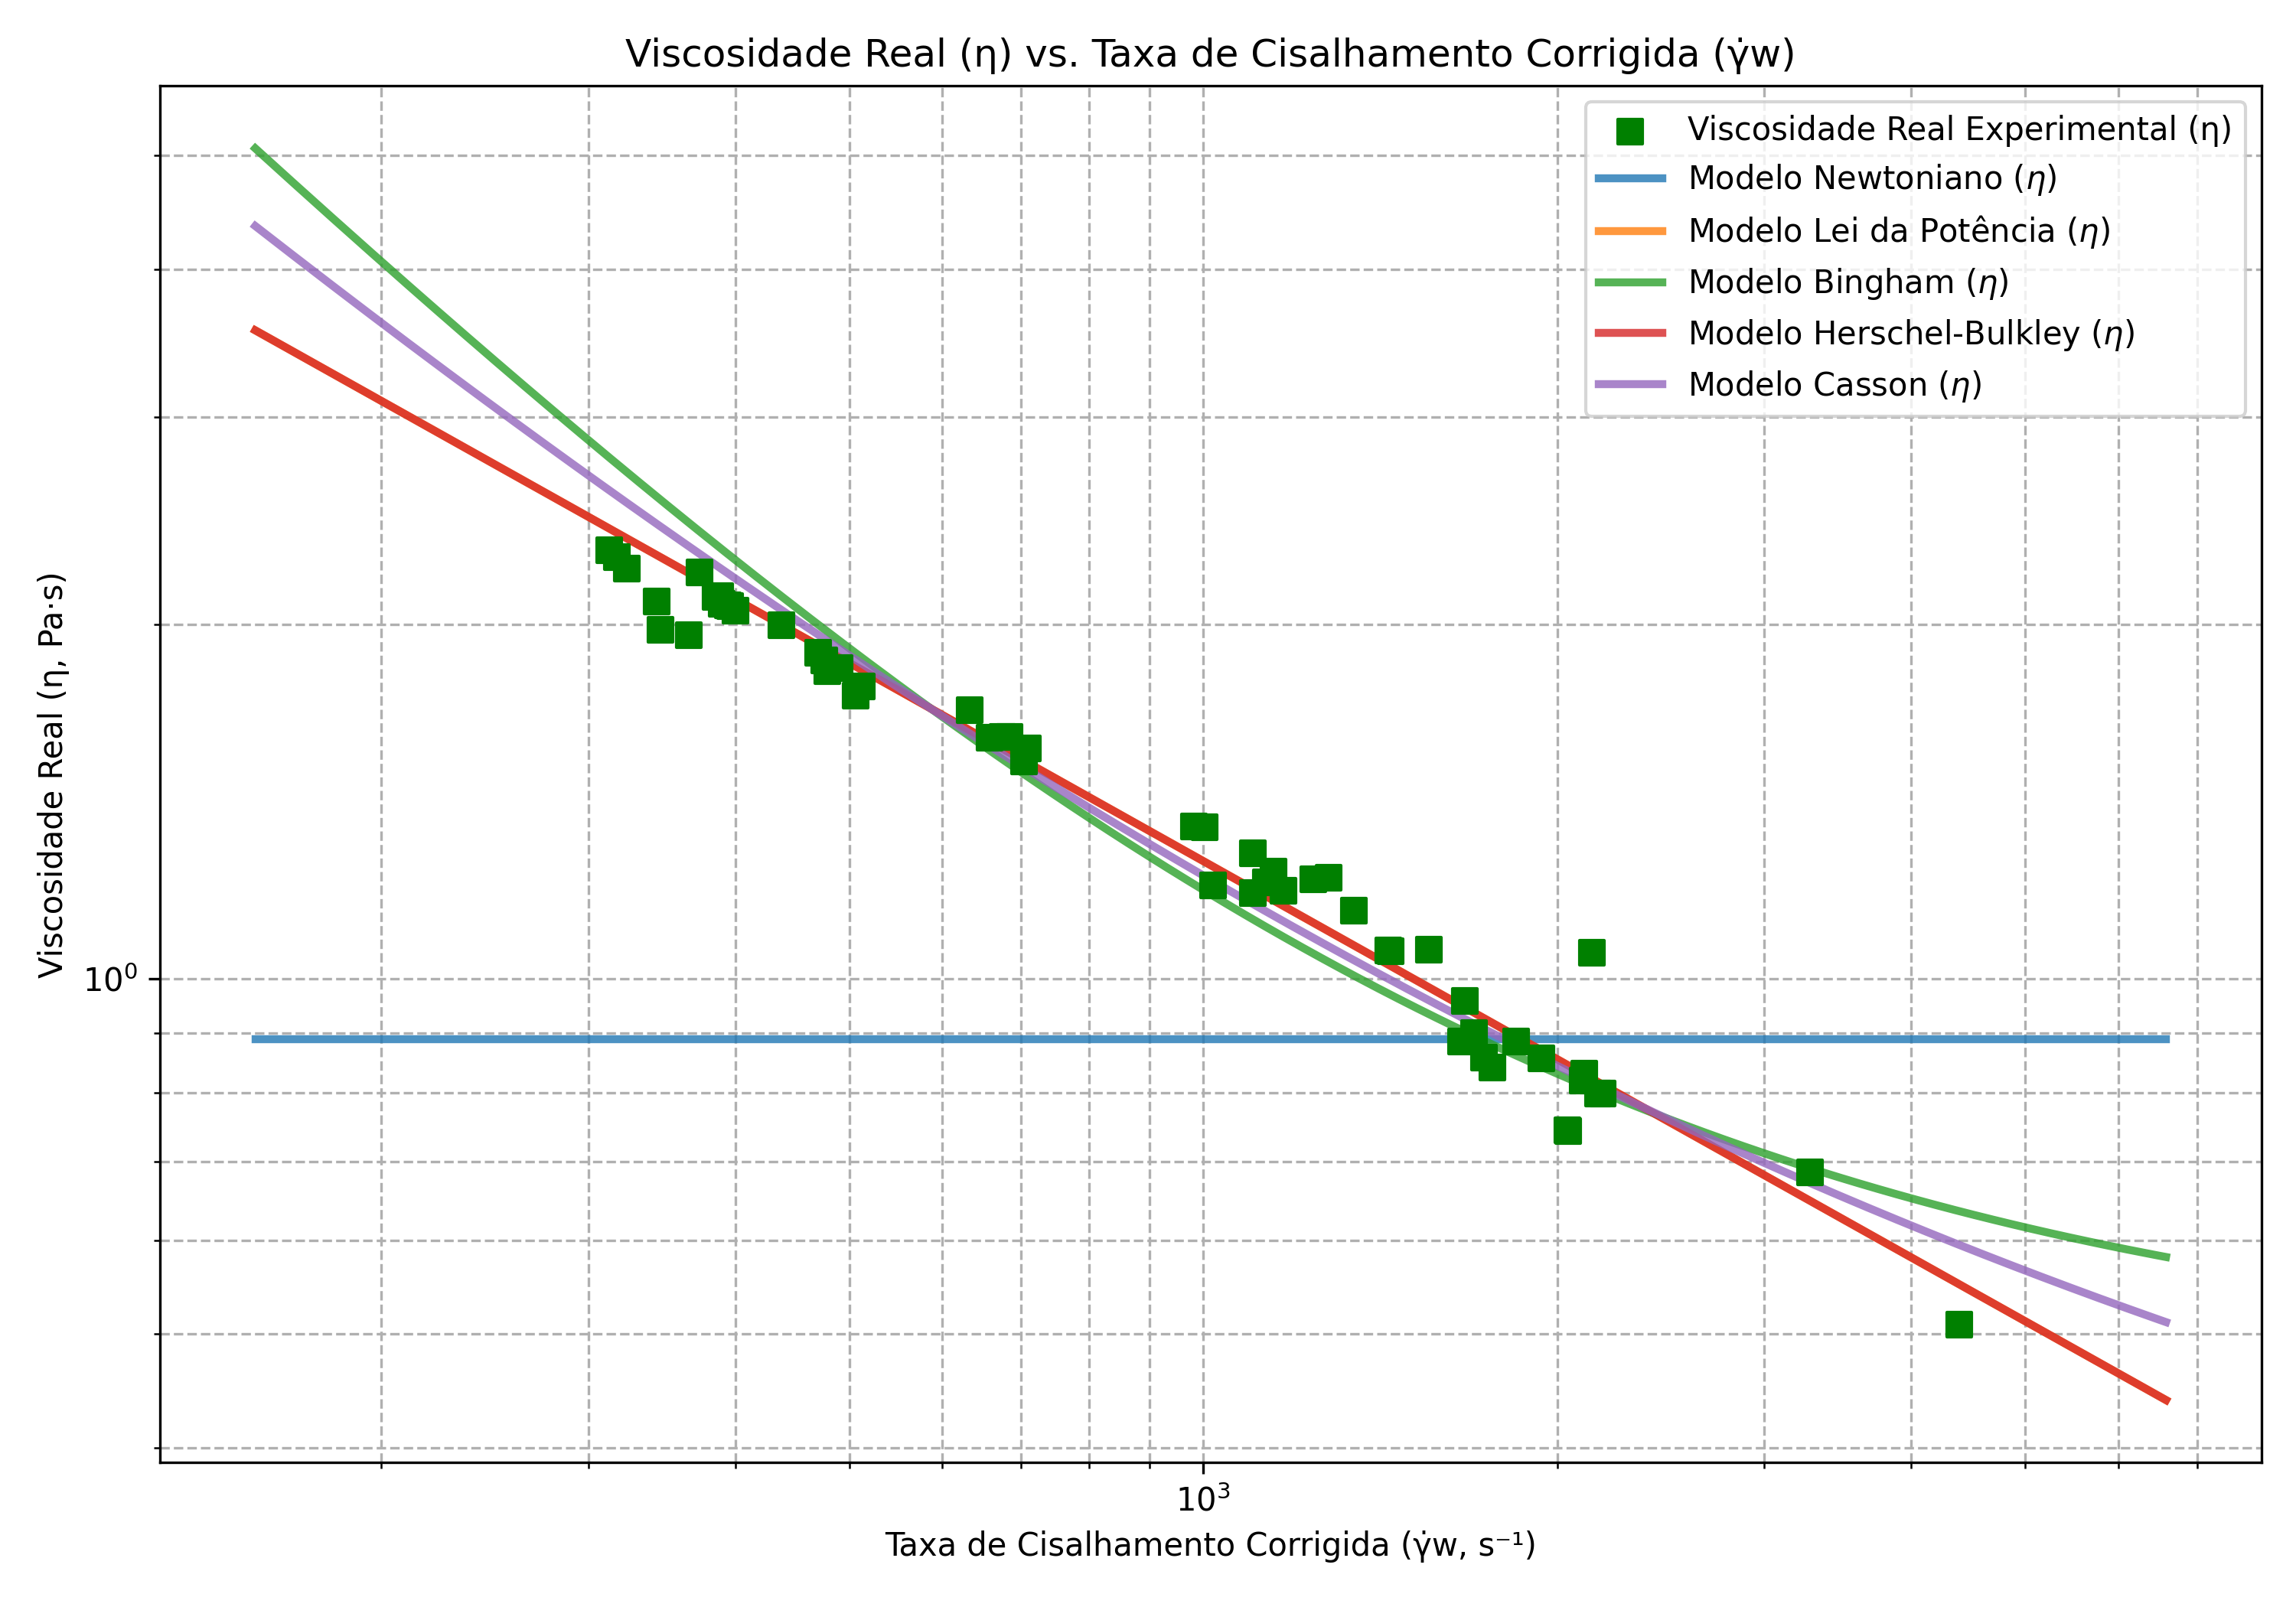 Viscosidade Real (η) vs. Taxa de Cisalhamento Corrigida (γ̇w)
Viscosidade Real Experimental (η)
Modelo Newtoniano (η)
Modelo Lei da Potência (η)
Modelo Bingham (η)
Modelo Herschel-Bulkley (η)
Modelo Casson (η)
Viscosidade Real (η, Pa·s)
10⁰
10³
Taxa de Cisalhamento Corrigida (γ̇w, s⁻¹)